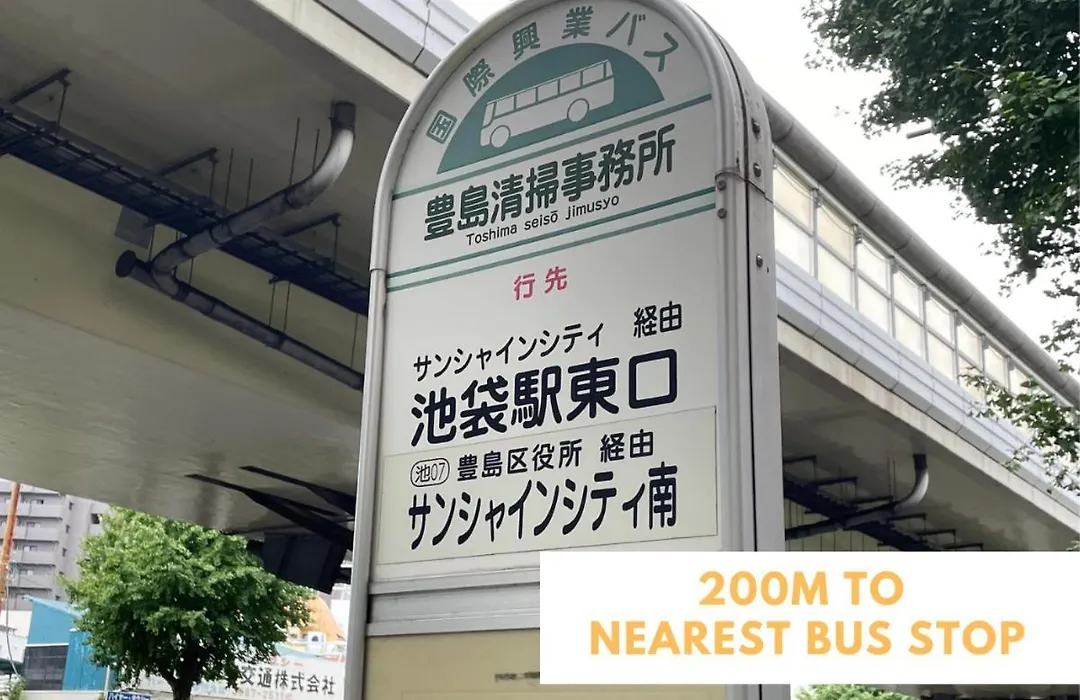 国際興業バス
豊島清掃事務所
Toshima seisō jimusyo
行先
サンシャインシティ 経由
池袋駅東口
池07 豊島区役所 経由
サンシャインシティ南
200M TO
NEAREST BUS STOP
交通株式会社